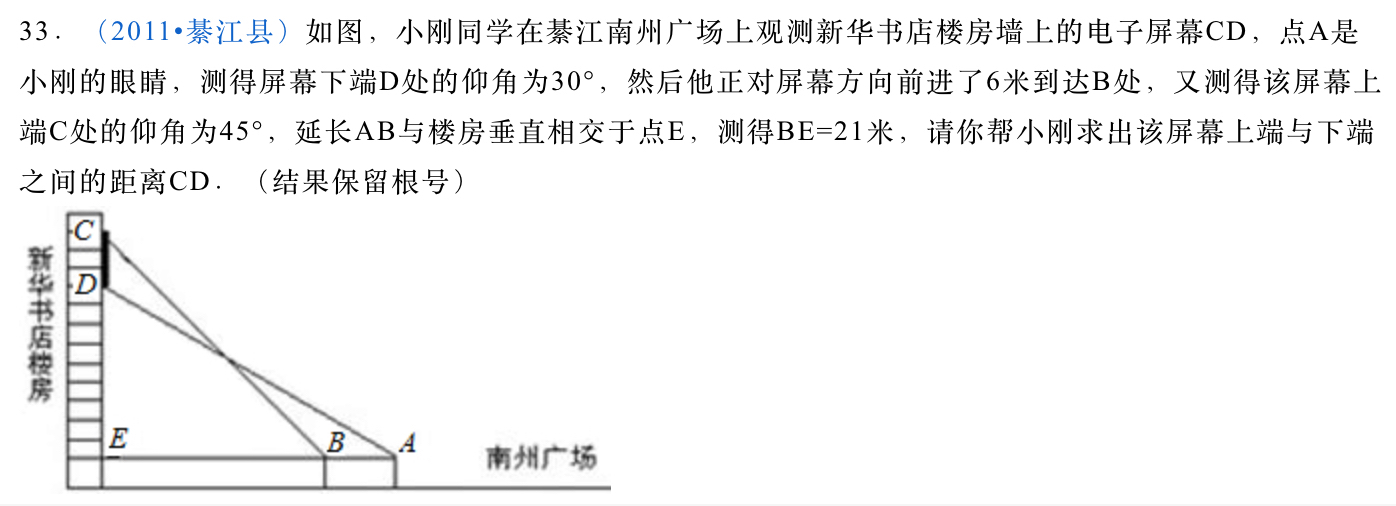 33．（2011•綦江县）如图，小刚同学在綦江南州广场上观测新华书店楼房墙上的电子屏幕CD，点A是
小刚的眼睛，测得屏幕下端D处的仰角为30°，然后他正对屏幕方向前进了6米到达B处，又测得该屏幕上
端C处的仰角为45°，延长AB与楼房垂直相交于点E，测得BE=21米，请你帮小刚求出该屏幕上端与下端
之间的距离CD．（结果保留根号）
C
D
新华书店楼房
E
B
A
南州广场